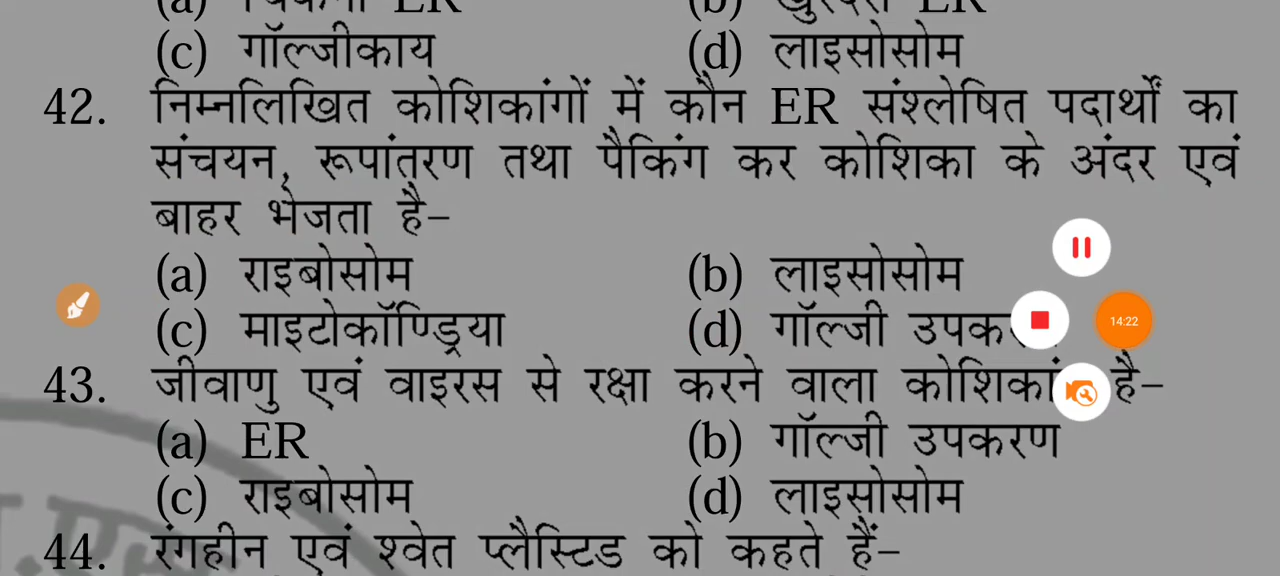 (c) गॉल्जीकाय (d) लाइसोसोम
42. निम्नलिखित कोशिकांगों में कौन ER संश्लेषित पदार्थों का
संचयन, रूपांतरण तथा पैकिंग कर कोशिका के अंदर एवं
बाहर भेजता है–
(a) राइबोसोम (b) लाइसोसोम
(c) माइटोकॉण्ड्रिया (d) गॉल्जी
14:22
43. जीवाणु एवं वाइरस से रक्षा करने वाला है–
(a) ER (b) गॉल्जी उपकरण
(c) राइबोसोम (d) लाइसोसोम
44. रंगहीन एवं श्वेत प्लैस्टिड को कहते हैं–